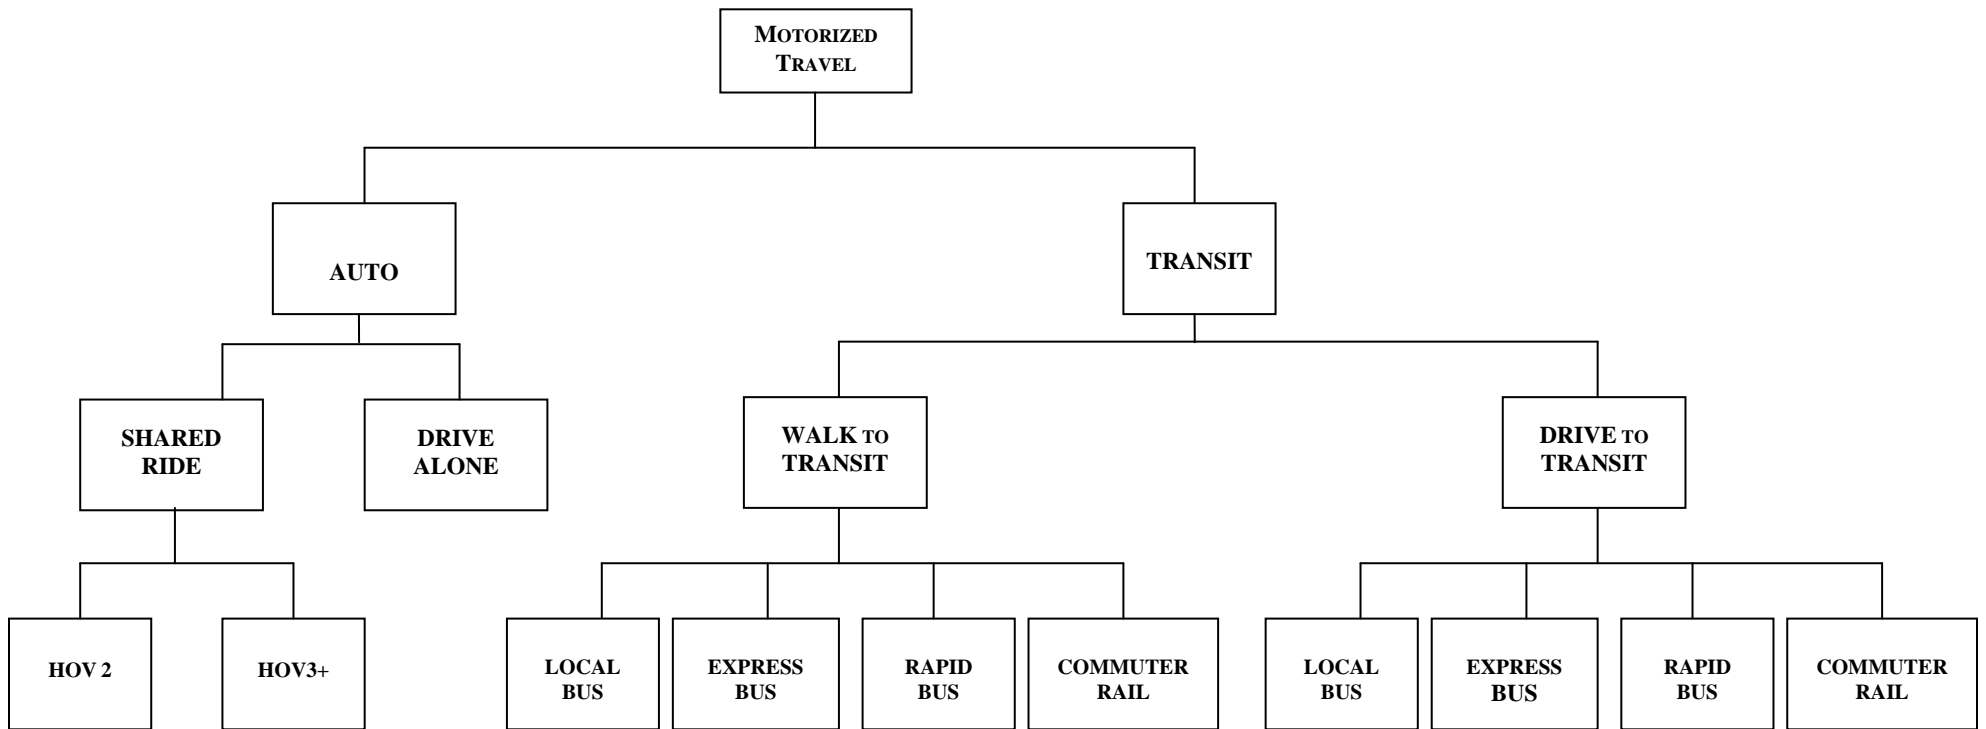 MOTORIZED
TRAVEL
AUTO
TRANSIT
SHARED
RIDE
DRIVE
ALONE
WALK TO
TRANSIT
DRIVE TO
TRANSIT
HOV 2
HOV3+
LOCAL
BUS
EXPRESS
BUS
RAPID
BUS
COMMUTER
RAIL
LOCAL
BUS
EXPRESS
BUS
RAPID
BUS
COMMUTER
RAIL